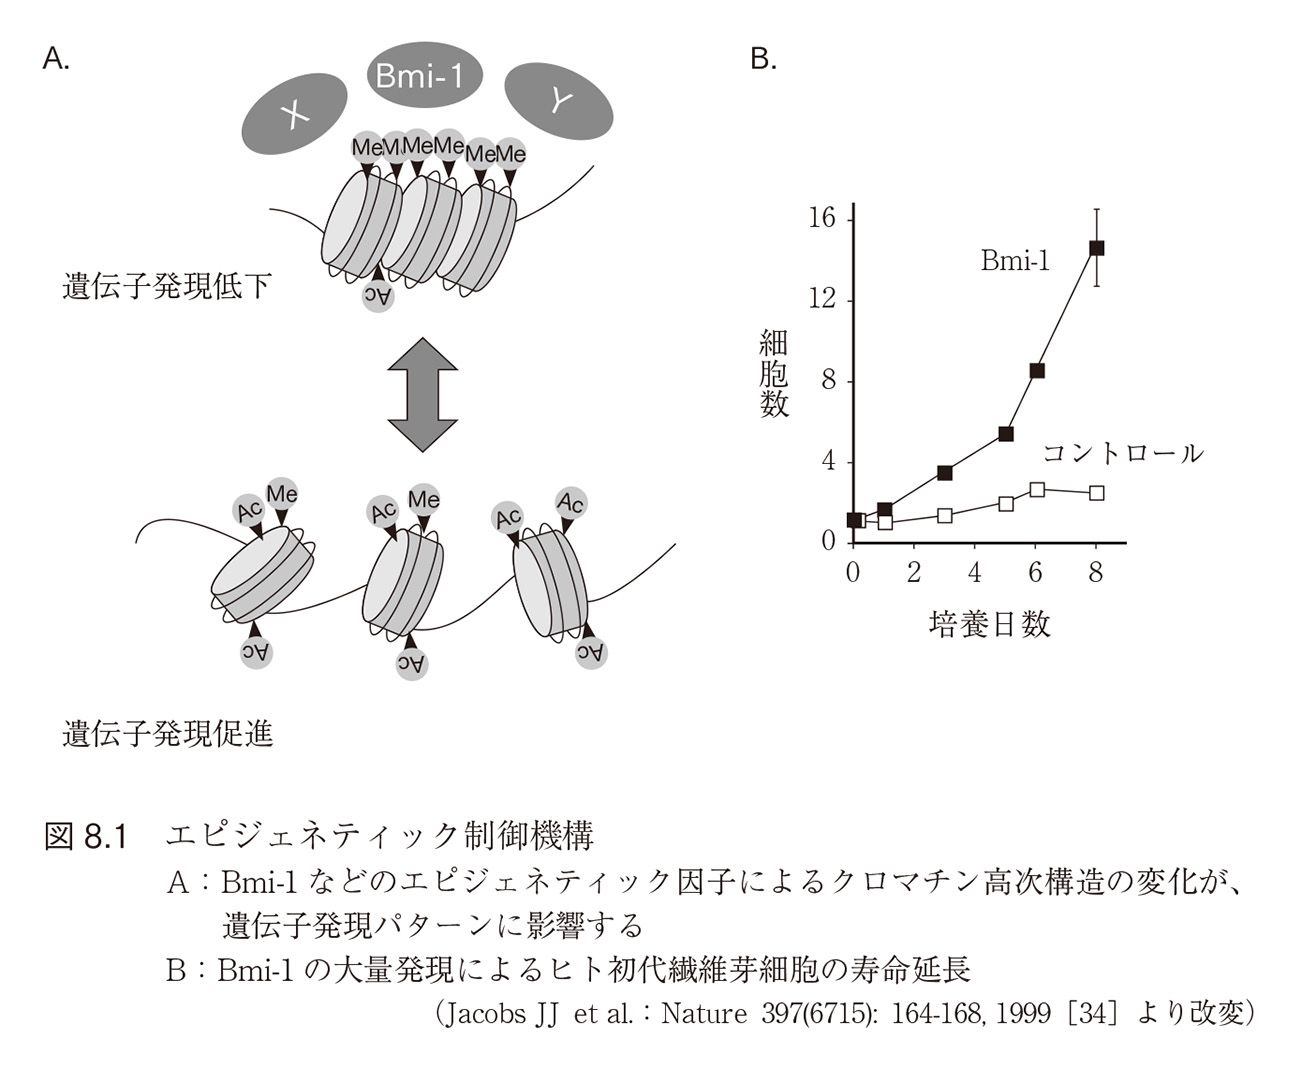 A.
X
Bmi-1
Y
Me
M
Me
Me
Me
Me
Ac
遺伝子発現低下
Ac
Me
Ac
Me
Ac
Ac
Ac
Ac
Ac
遺伝子発現促進
B.
細胞数
16
12
8
4
0
Bmi-1
コントロール
0 2 4 6 8
培養日数
図 8.1 エピジェネティック制御機構
A：Bmi-1 などのエピジェネティック因子によるクロマチン高次構造の変化が、
遺伝子発現パターンに影響する
B：Bmi-1 の大量発現によるヒト初代繊維芽細胞の寿命延長
（Jacobs JJ et al.：Nature 397(6715): 164-168, 1999［34］より改変）